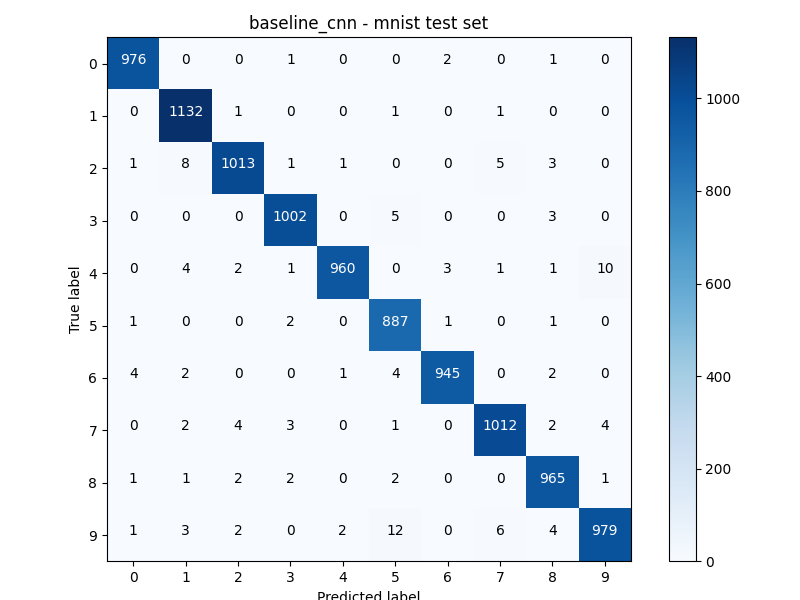 baseline_cnn - mnist test set
0 976 0 0 1 0 0 2 0 1 0
1 0 1132 1 0 0 1 0 1 0 0
2 1 8 1013 1 1 0 0 5 3 0
3 0 0 0 1002 0 5 0 0 3 0
4 0 4 2 1 960 0 3 1 1 10
5 1 0 0 2 0 887 1 0 1 0
6 4 2 0 0 1 4 945 0 2 0
7 0 2 4 3 0 1 0 1012 2 4
8 1 1 2 2 0 2 0 0 965 1
9 1 3 2 0 2 12 0 6 4 979
0 1 2 3 4 5 6 7 8 9
Predicted label
True label
1000
800
600
400
200
0